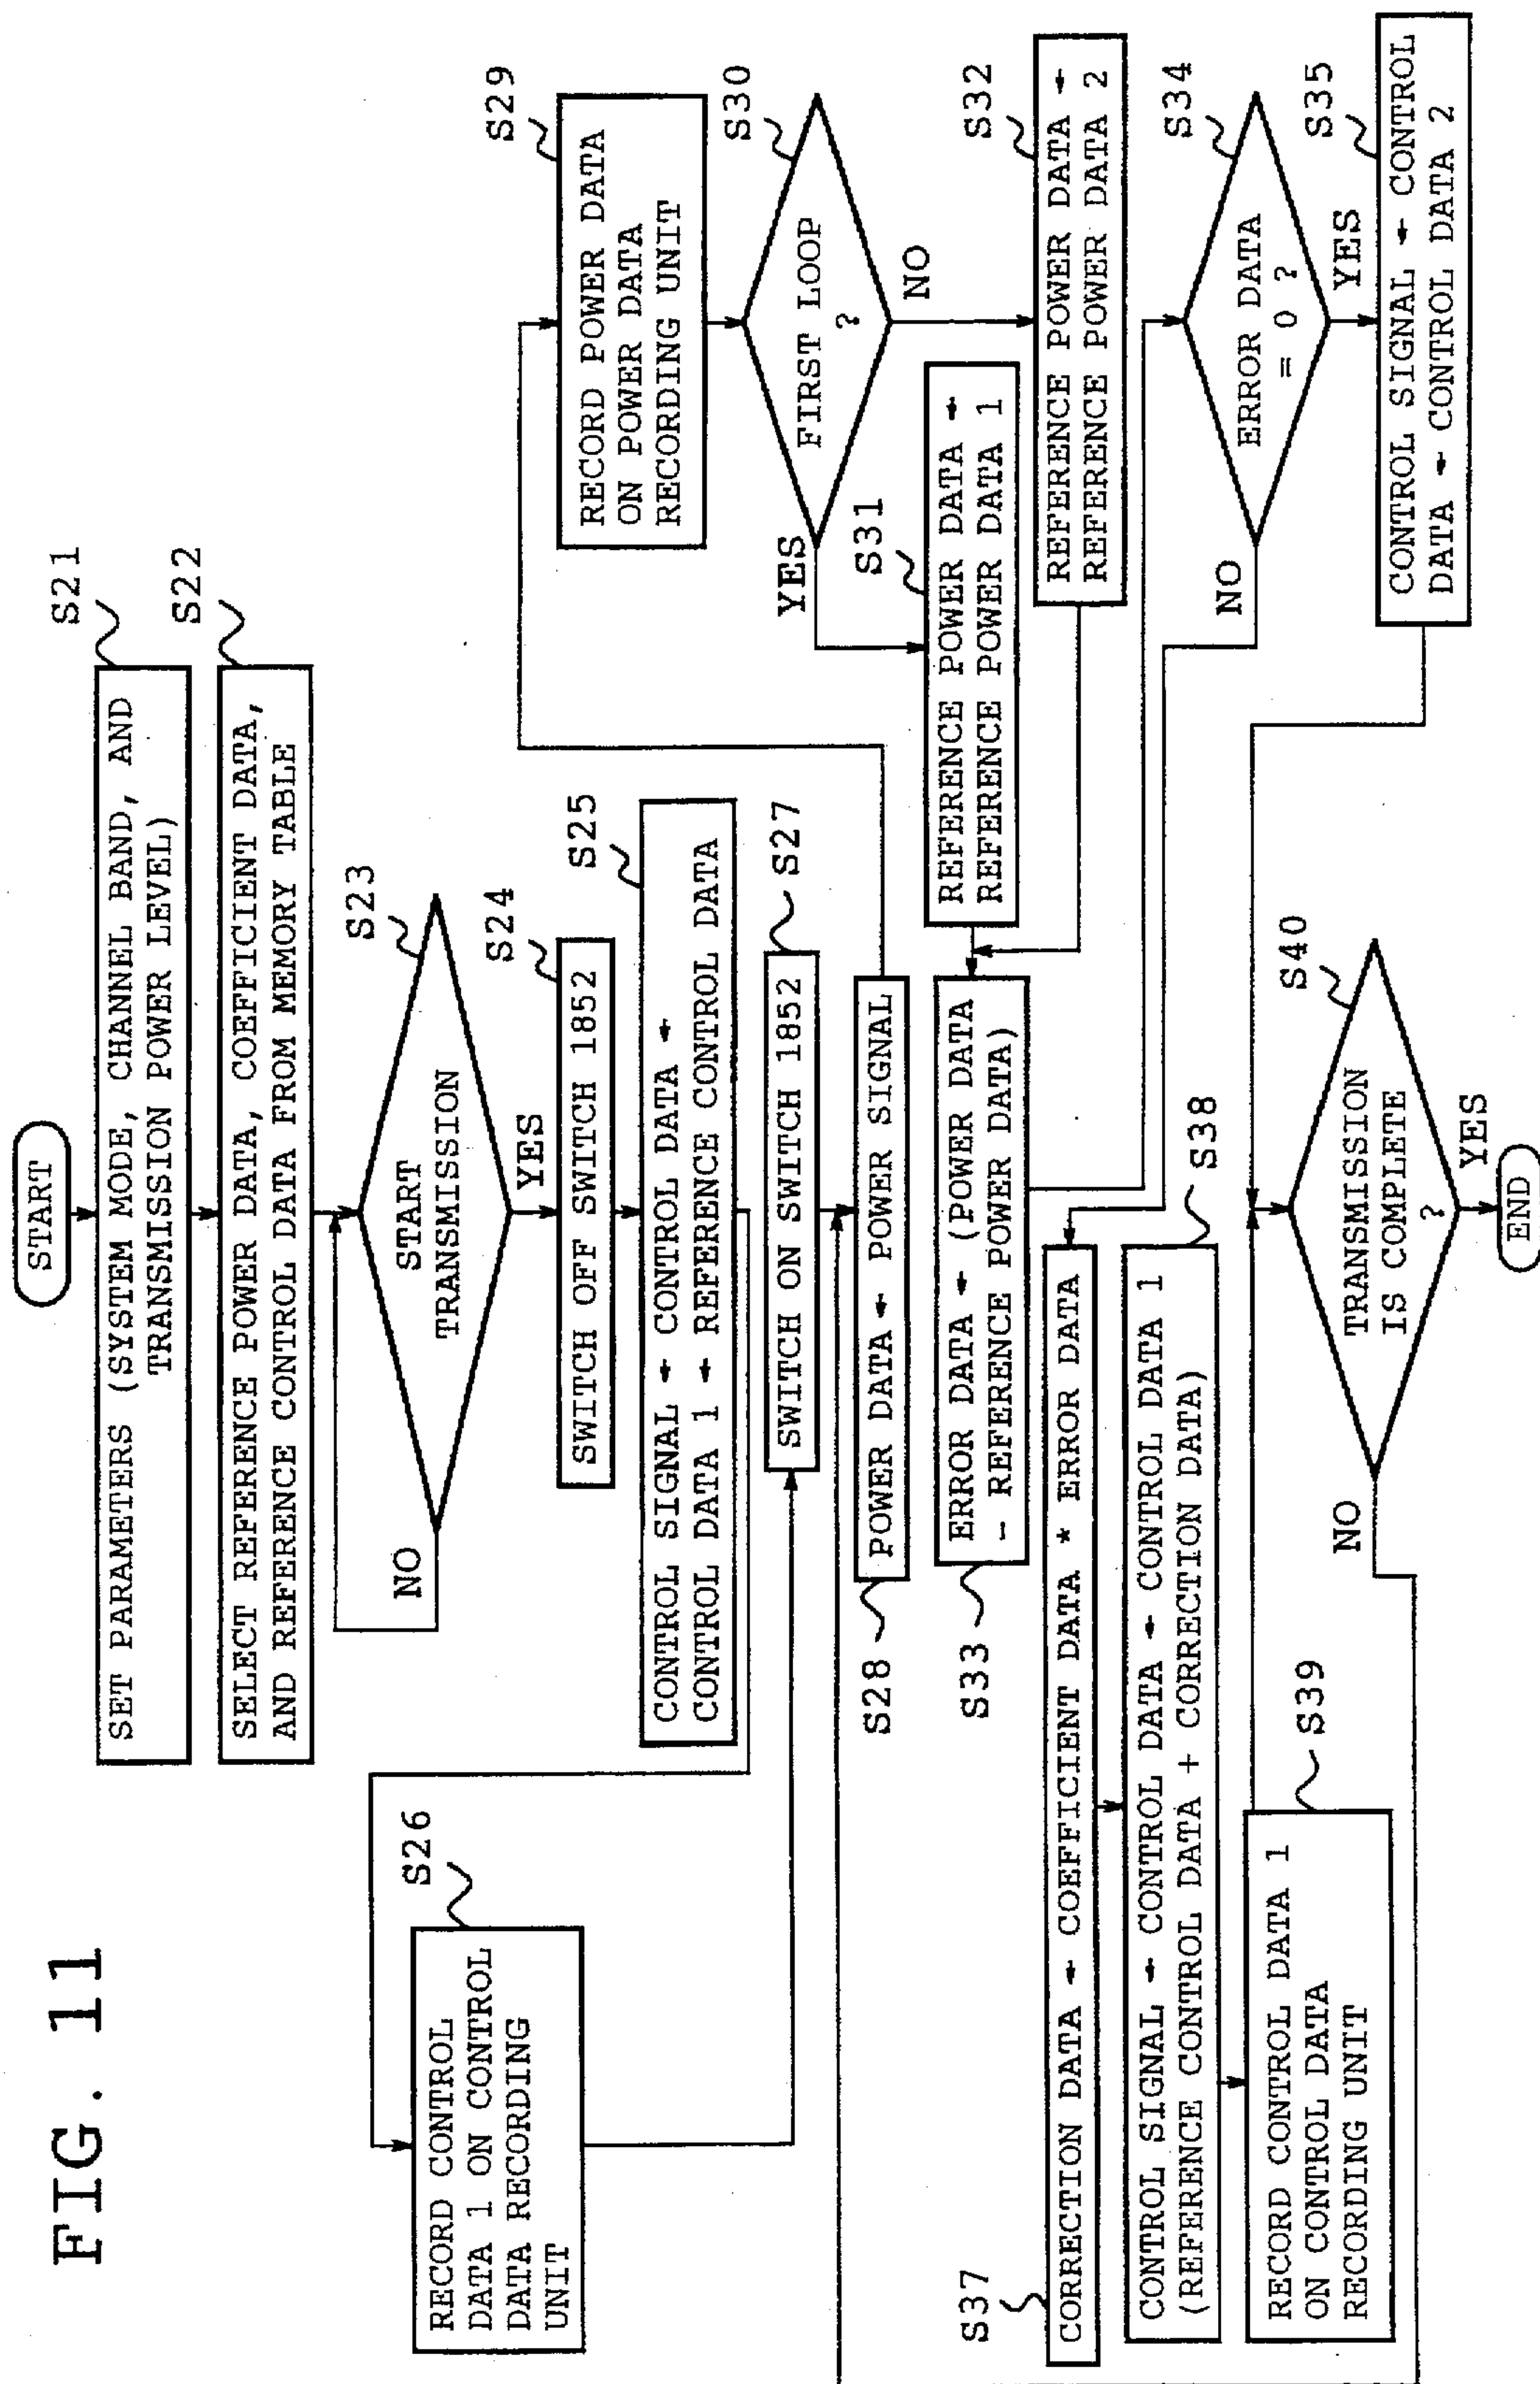 FIG. 11
START
S21
SET PARAMETERS (SYSTEM MODE, CHANNEL BAND, AND
TRANSMISSION POWER LEVEL)
S22
SELECT REFERENCE POWER DATA, COEFFICIENT DATA,
AND REFERENCE CONTROL DATA FROM MEMORY TABLE
S23
START
TRANSMISSION
NO
YES
S24
SWITCH OFF SWITCH 1852
S25
CONTROL SIGNAL ← CONTROL DATA ←
CONTROL DATA 1 ← REFERENCE CONTROL DATA
S26
RECORD CONTROL
DATA 1 ON CONTROL
DATA RECORDING
UNIT
S27
SWITCH ON SWITCH 1852
S28
POWER DATA ← POWER SIGNAL
S29
RECORD POWER DATA
ON POWER DATA
RECORDING UNIT
S30
FIRST LOOP
?
YES
NO
S31
REFERENCE POWER DATA ←
REFERENCE POWER DATA 1
S32
REFERENCE POWER DATA ←
REFERENCE POWER DATA 2
S33
ERROR DATA ← (POWER DATA
- REFERENCE POWER DATA)
S34
ERROR DATA
= 0 ?
NO
YES
S35
CONTROL SIGNAL ← CONTROL
DATA ← CONTROL DATA 2
S37
CORRECTION DATA ← COEFFICIENT DATA * ERROR DATA
S38
CONTROL SIGNAL ← CONTROL DATA ← CONTROL DATA 1
(REFERENCE CONTROL DATA + CORRECTION DATA)
S39
RECORD CONTROL DATA 1
ON CONTROL DATA
RECORDING UNIT
S40
TRANSMISSION
IS COMPLETE
?
NO
YES
END